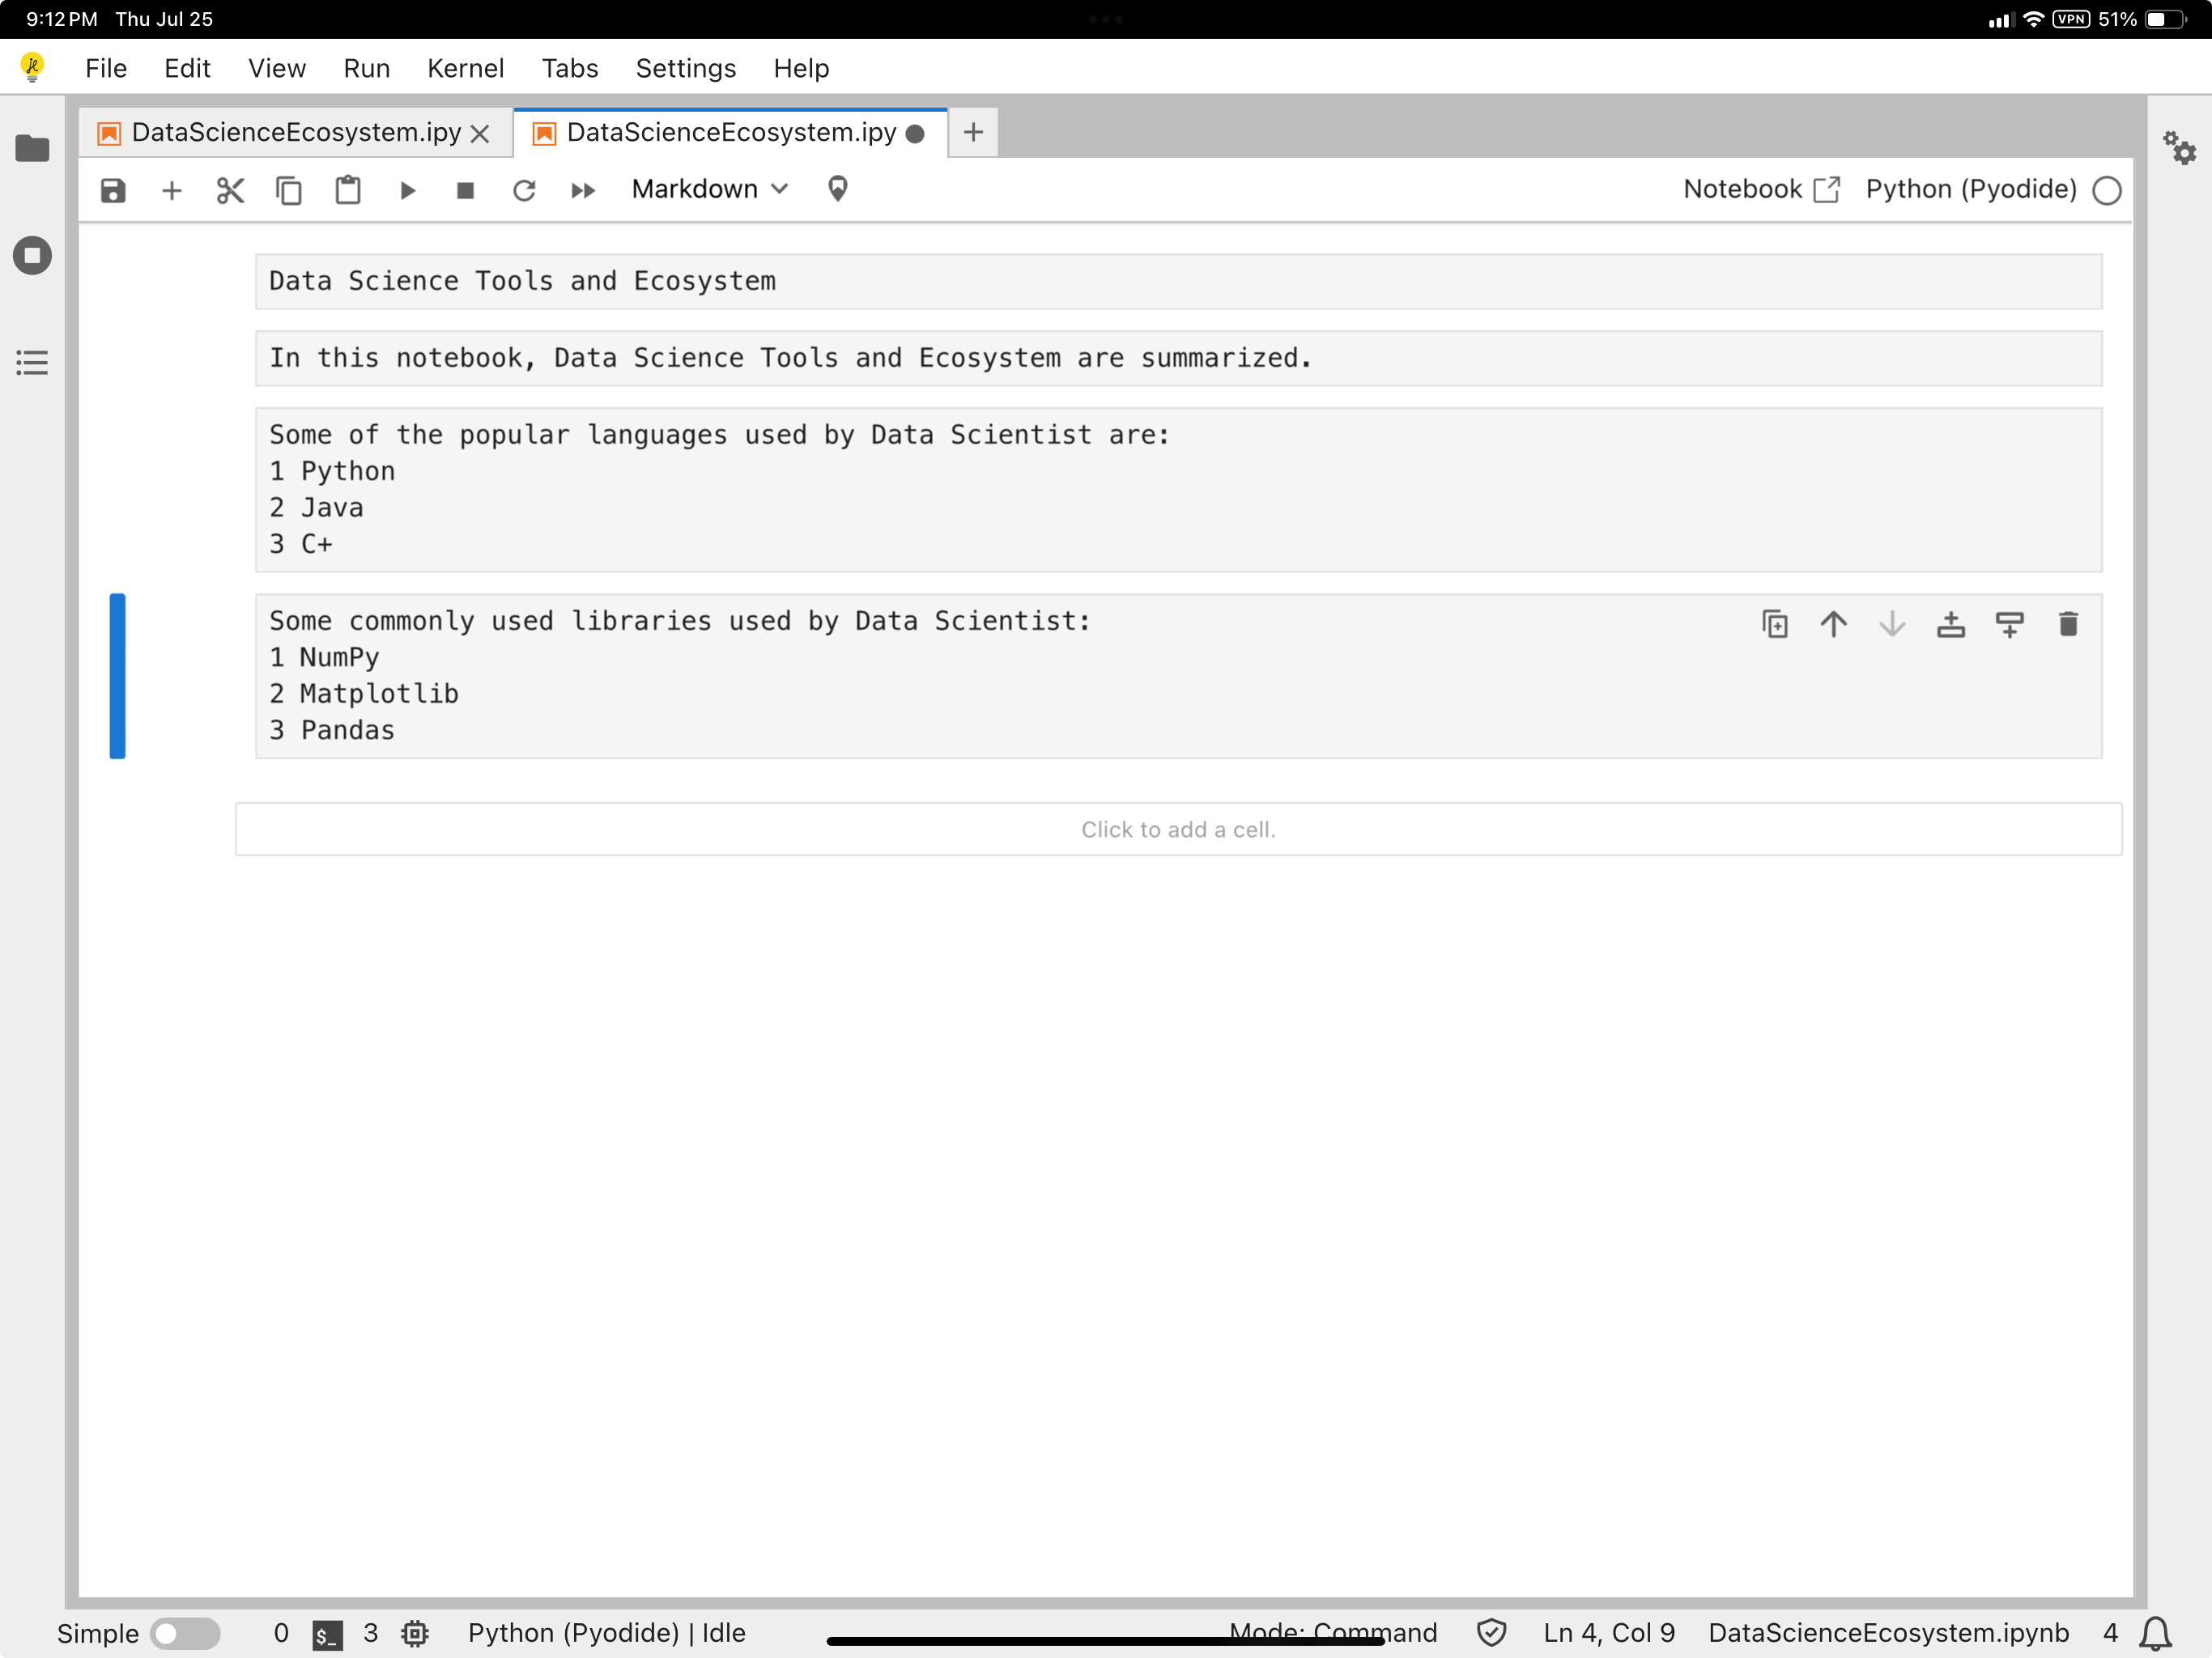 9:12 PM Thu Jul 25
VPN 51%
File Edit View Run Kernel Tabs Settings Help
DataScienceEcosystem.ipy DataScienceEcosystem.ipy
Markdown Notebook Python (Pyodide)
Data Science Tools and Ecosystem
In this notebook, Data Science Tools and Ecosystem are summarized.
Some of the popular languages used by Data Scientist are:
1 Python
2 Java
3 C+
Some commonly used libraries used by Data Scientist:
1 NumPy
2 Matplotlib
3 Pandas
Click to add a cell.
Simple 0 $_ 3 Python (Pyodide) | Idle Mode: Command Ln 4, Col 9 DataScienceEcosystem.ipynb 4